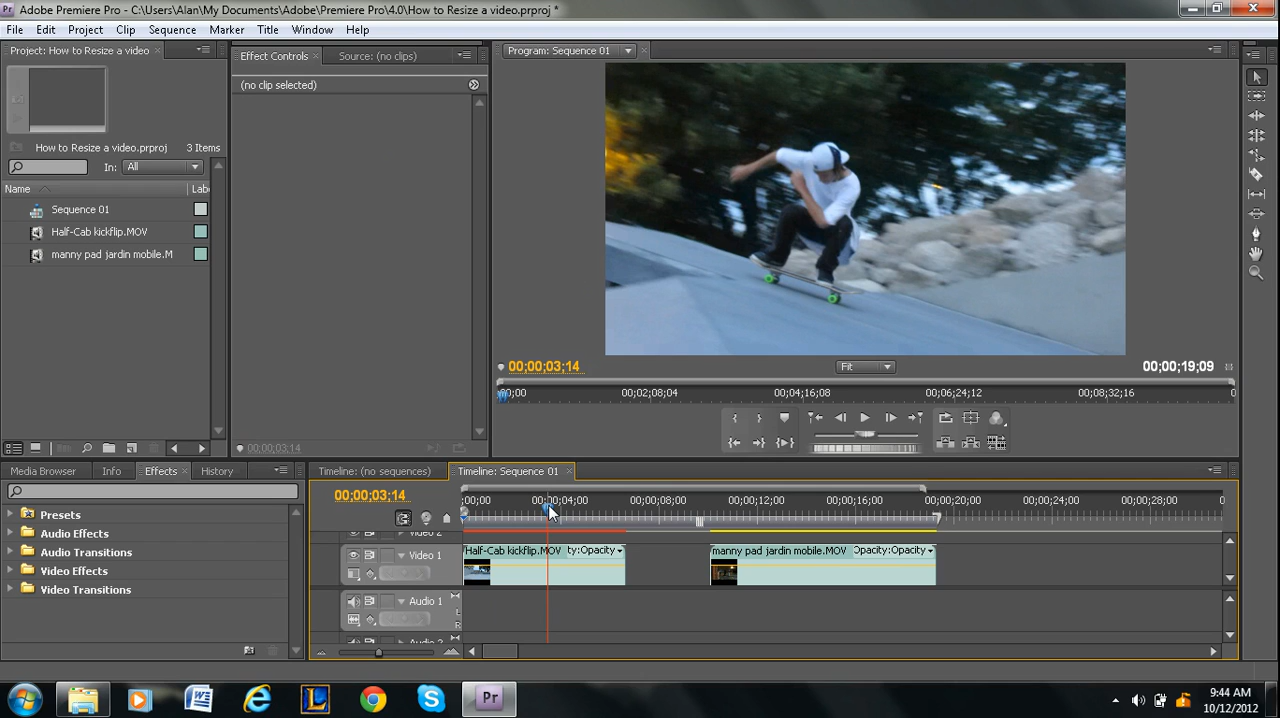 Adobe Premiere Pro - C:\Users\Alan\My Documents\Adobe\Premiere Pro\4.0\How to Resize a video.prproj *
File Edit Project Clip Sequence Marker Title Window Help
Project: How to Resize a video
How to Resize a video.prproj 3 Items
In: All
Name Labe
Sequence 01
Half-Cab kickflip.MOV
manny pad jardin mobile.M
Effect Controls Source: (no clips)
(no clip selected)
00;00;03;14
Program: Sequence 01
00;00;03;14 Fit 00;00;19;09
00;00 00;02;08;04 00;04;16;08 00;06;24;12 00;08;32;16 0
Media Browser Info Effects History
Presets
Audio Effects
Audio Transitions
Video Effects
Video Transitions
Timeline: (no sequences) Timeline: Sequence 01
00;00;03;14
;00;00 00;00;04;00 00;00;08;00 00;00;12;00 00;00;16;00 00;00;20;00 00;00;24;00 00;00;28;00 0
Video 2
Video 1 Half-Cab kickflip.MOV ty:Opacity manny pad jardin mobile.MOV Opacity:Opacity
Audio 1
L
R
Audio 2
W L S Pr
9:44 AM
10/12/2012